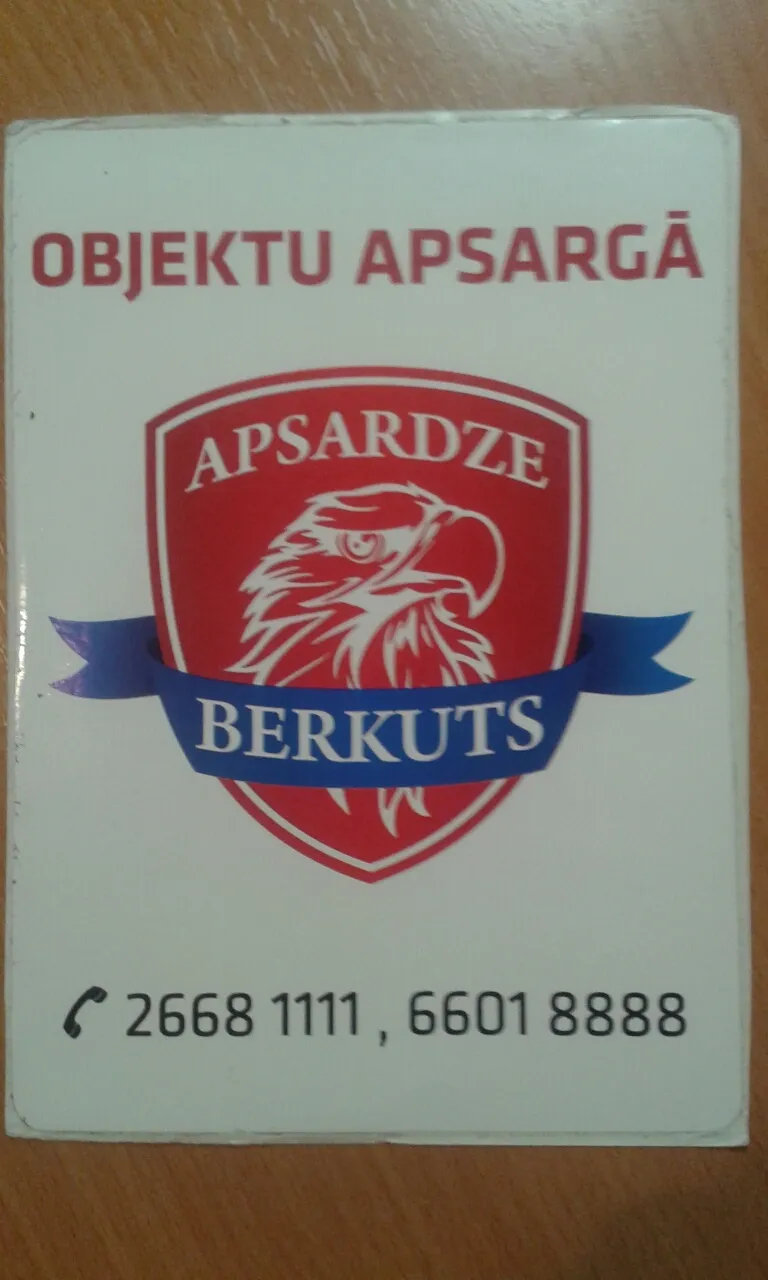 OBJEKTU APSARGĀ
APSARDZE
BERKUTS
2668 1111 , 6601 8888